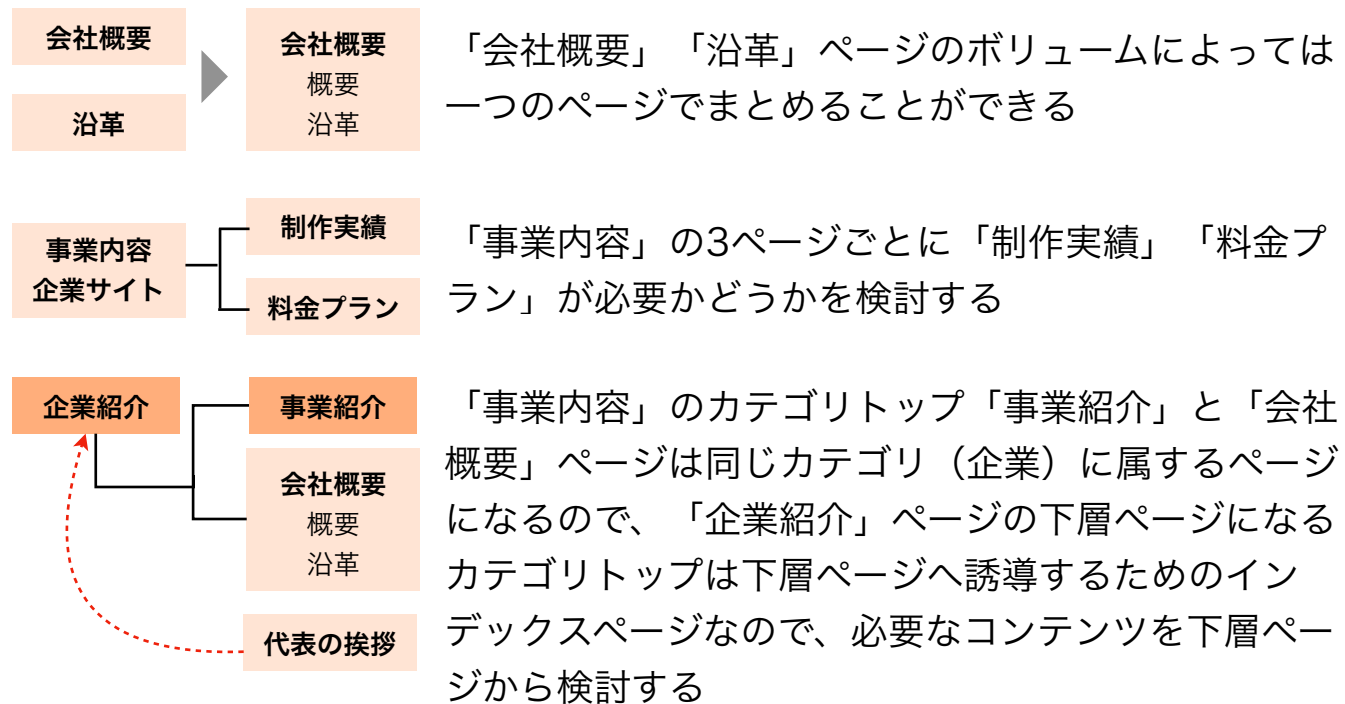 会社概要
沿革
会社概要
概要
沿革
「会社概要」「沿革」ページのボリュームによっては
一つのページでまとめることができる
事業内容
企業サイト
制作実績
料金プラン
「事業内容」の3ページごとに「制作実績」「料金プ
ラン」が必要かどうかを検討する
企業紹介
事業紹介
会社概要
概要
沿革
代表の挨拶
「事業内容」のカテゴリトップ「事業紹介」と「会社
概要」ページは同じカテゴリ（企業）に属するページ
になるので、「企業紹介」ページの下層ページになる
カテゴリトップは下層ページへ誘導するためのイン
デックスページなので、必要なコンテンツを下層ペー
ジから検討する